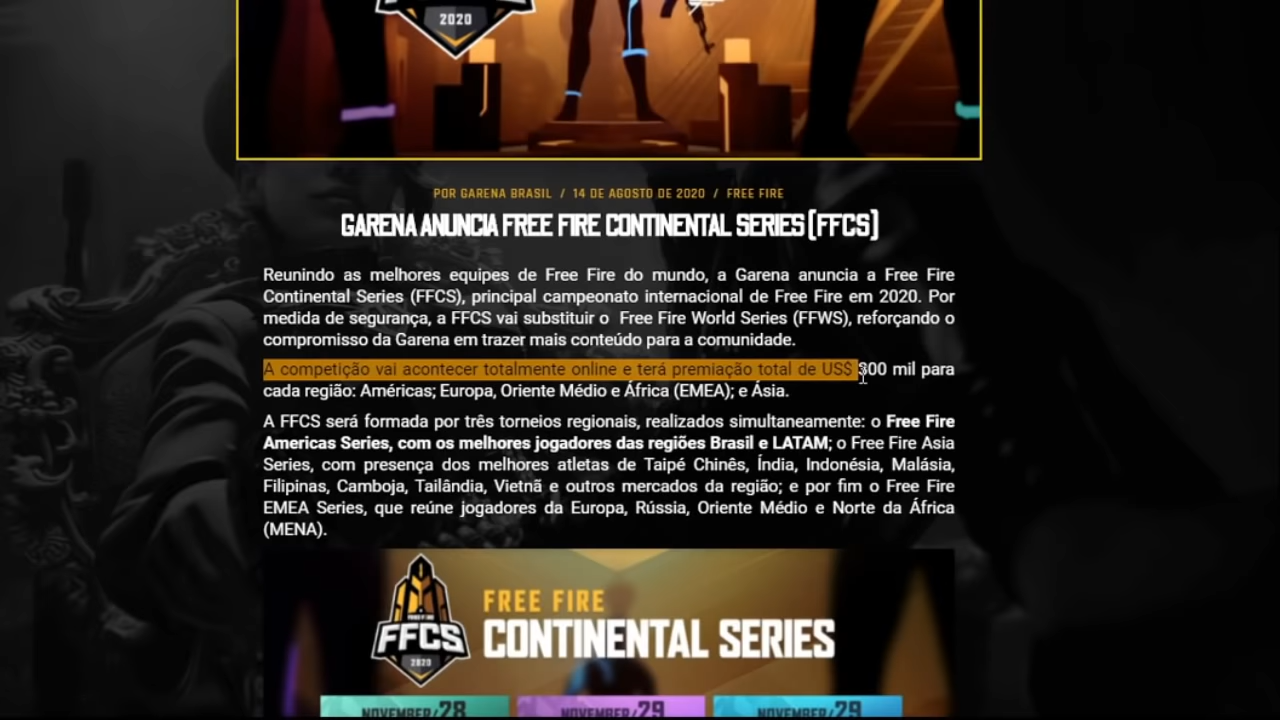 2020
POR GARENA BRASIL / 14 DE AGOSTO DE 2020 / FREE FIRE
GARENA ANUNCIA FREE FIRE CONTINENTAL SERIES (FFCS)
Reunindo as melhores equipes de Free Fire do mundo, a Garena anuncia a Free Fire
Continental Series (FFCS), principal campeonato internacional de Free Fire em 2020. Por
medida de segurança, a FFCS vai substituir o Free Fire World Series (FFWS), reforçando o
compromisso da Garena em trazer mais conteúdo para a comunidade.
A competição vai acontecer totalmente online e terá premiação total de US$ 300 mil para
cada região: Américas; Europa, Oriente Médio e África (EMEA); e Ásia.
A FFCS será formada por três torneios regionais, realizados simultaneamente: o Free Fire
Americas Series, com os melhores jogadores das regiões Brasil e LATAM; o Free Fire Asia
Series, com presença dos melhores atletas de Taipé Chinês, Índia, Indonésia, Malásia,
Filipinas, Camboja, Tailândia, Vietnã e outros mercados da região; e por fim o Free Fire
EMEA Series, que reúne jogadores da Europa, Rússia, Oriente Médio e Norte da África
(MENA).
FREE FIRE
FFCS
2020
FREE FIRE
CONTINENTAL SERIES
NOVEMBER/28 NOVEMBER/29 NOVEMBER/29